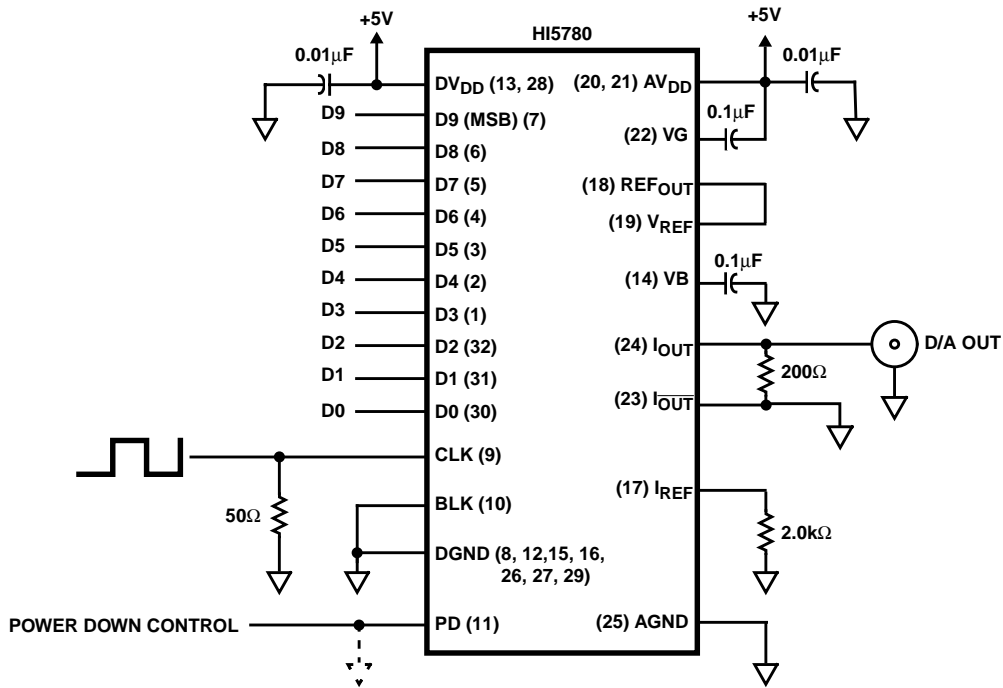 HI5780
+5V
0.01µF
DVDD (13, 28)
D9
D9 (MSB) (7)
D8
D8 (6)
D7
D7 (5)
D6
D6 (4)
D5
D5 (3)
D4
D4 (2)
D3
D3 (1)
D2
D2 (32)
D1
D1 (31)
D0
D0 (30)
CLK (9)
50Ω
BLK (10)
DGND (8, 12,15, 16,
26, 27, 29)
POWER DOWN CONTROL
PD (11)
+5V
0.01µF
(20, 21) AVDD
0.1µF
(22) VG
(18) REFOUT
(19) VREF
0.1µF
(14) VB
(24) IOUT
D/A OUT
200Ω
(23) IOUT
(17) IREF
2.0kΩ
(25) AGND